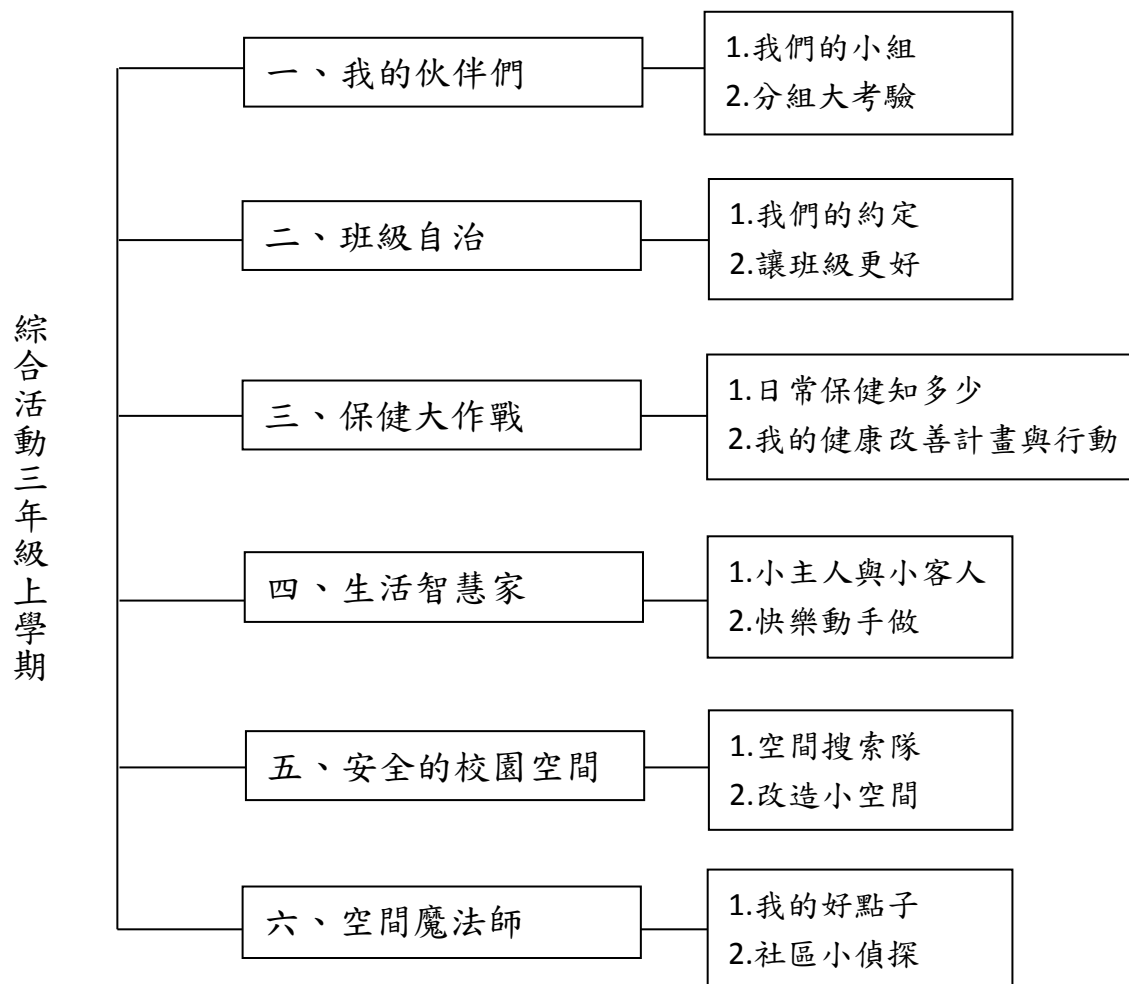 綜合活動三年級上學期
一、我的伙伴們
1.我們的小組
2.分組大考驗
二、班級自治
1.我們的約定
2.讓班級更好
三、保健大作戰
1.日常保健知多少
2.我的健康改善計畫與行動
四、生活智慧家
1.小主人與小客人
2.快樂動手做
五、安全的校園空間
1.空間搜索隊
2.改造小空間
六、空間魔法師
1.我的好點子
2.社區小偵探